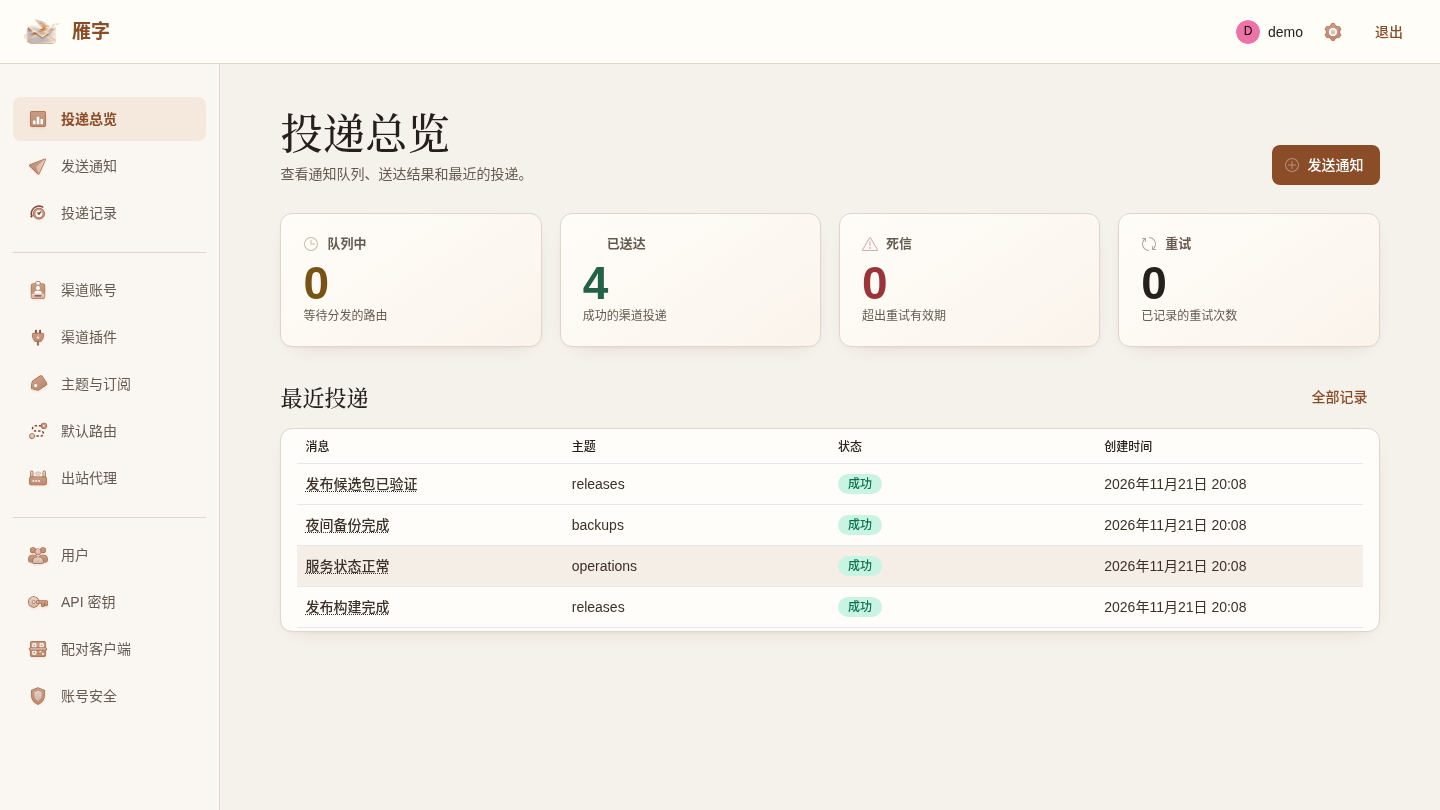 雁字
D demo 退出
投递总览
发送通知
投递记录
渠道账号
渠道插件
主题与订阅
默认路由
出站代理
用户
API 密钥
配对客户端
账号安全
投递总览
查看通知队列、送达结果和最近的投递。
发送通知
队列中
0
等待分发的路由
已送达
4
成功的渠道投递
死信
0
超出重试有效期
重试
0
已记录的重试次数
最近投递
全部记录
消息 主题 状态 创建时间
发布候选包已验证 releases 成功 2026年11月21日 20:08
夜间备份完成 backups 成功 2026年11月21日 20:08
服务状态正常 operations 成功 2026年11月21日 20:08
发布构建完成 releases 成功 2026年11月21日 20:08